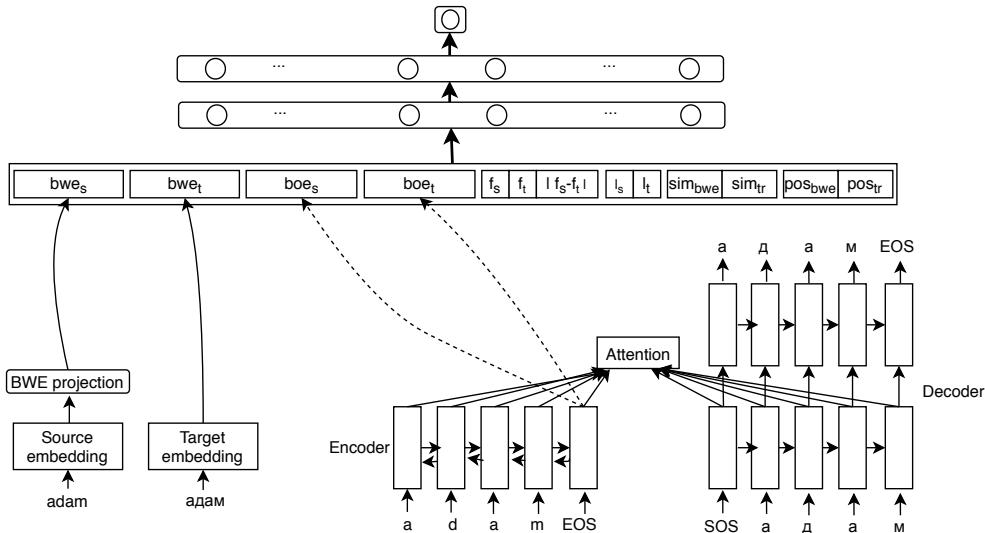 ... ...
... ...
bwe_s bwe_t boe_s boe_t f_s f_t | f_s-f_t | l_s l_t sim_bwe sim_tr pos_bwe pos_tr
а д а м EOS
Attention
BWE projection
Decoder
Source
embedding
Target
embedding
Encoder
adam
адам
a d a m EOS
SOS а д а м